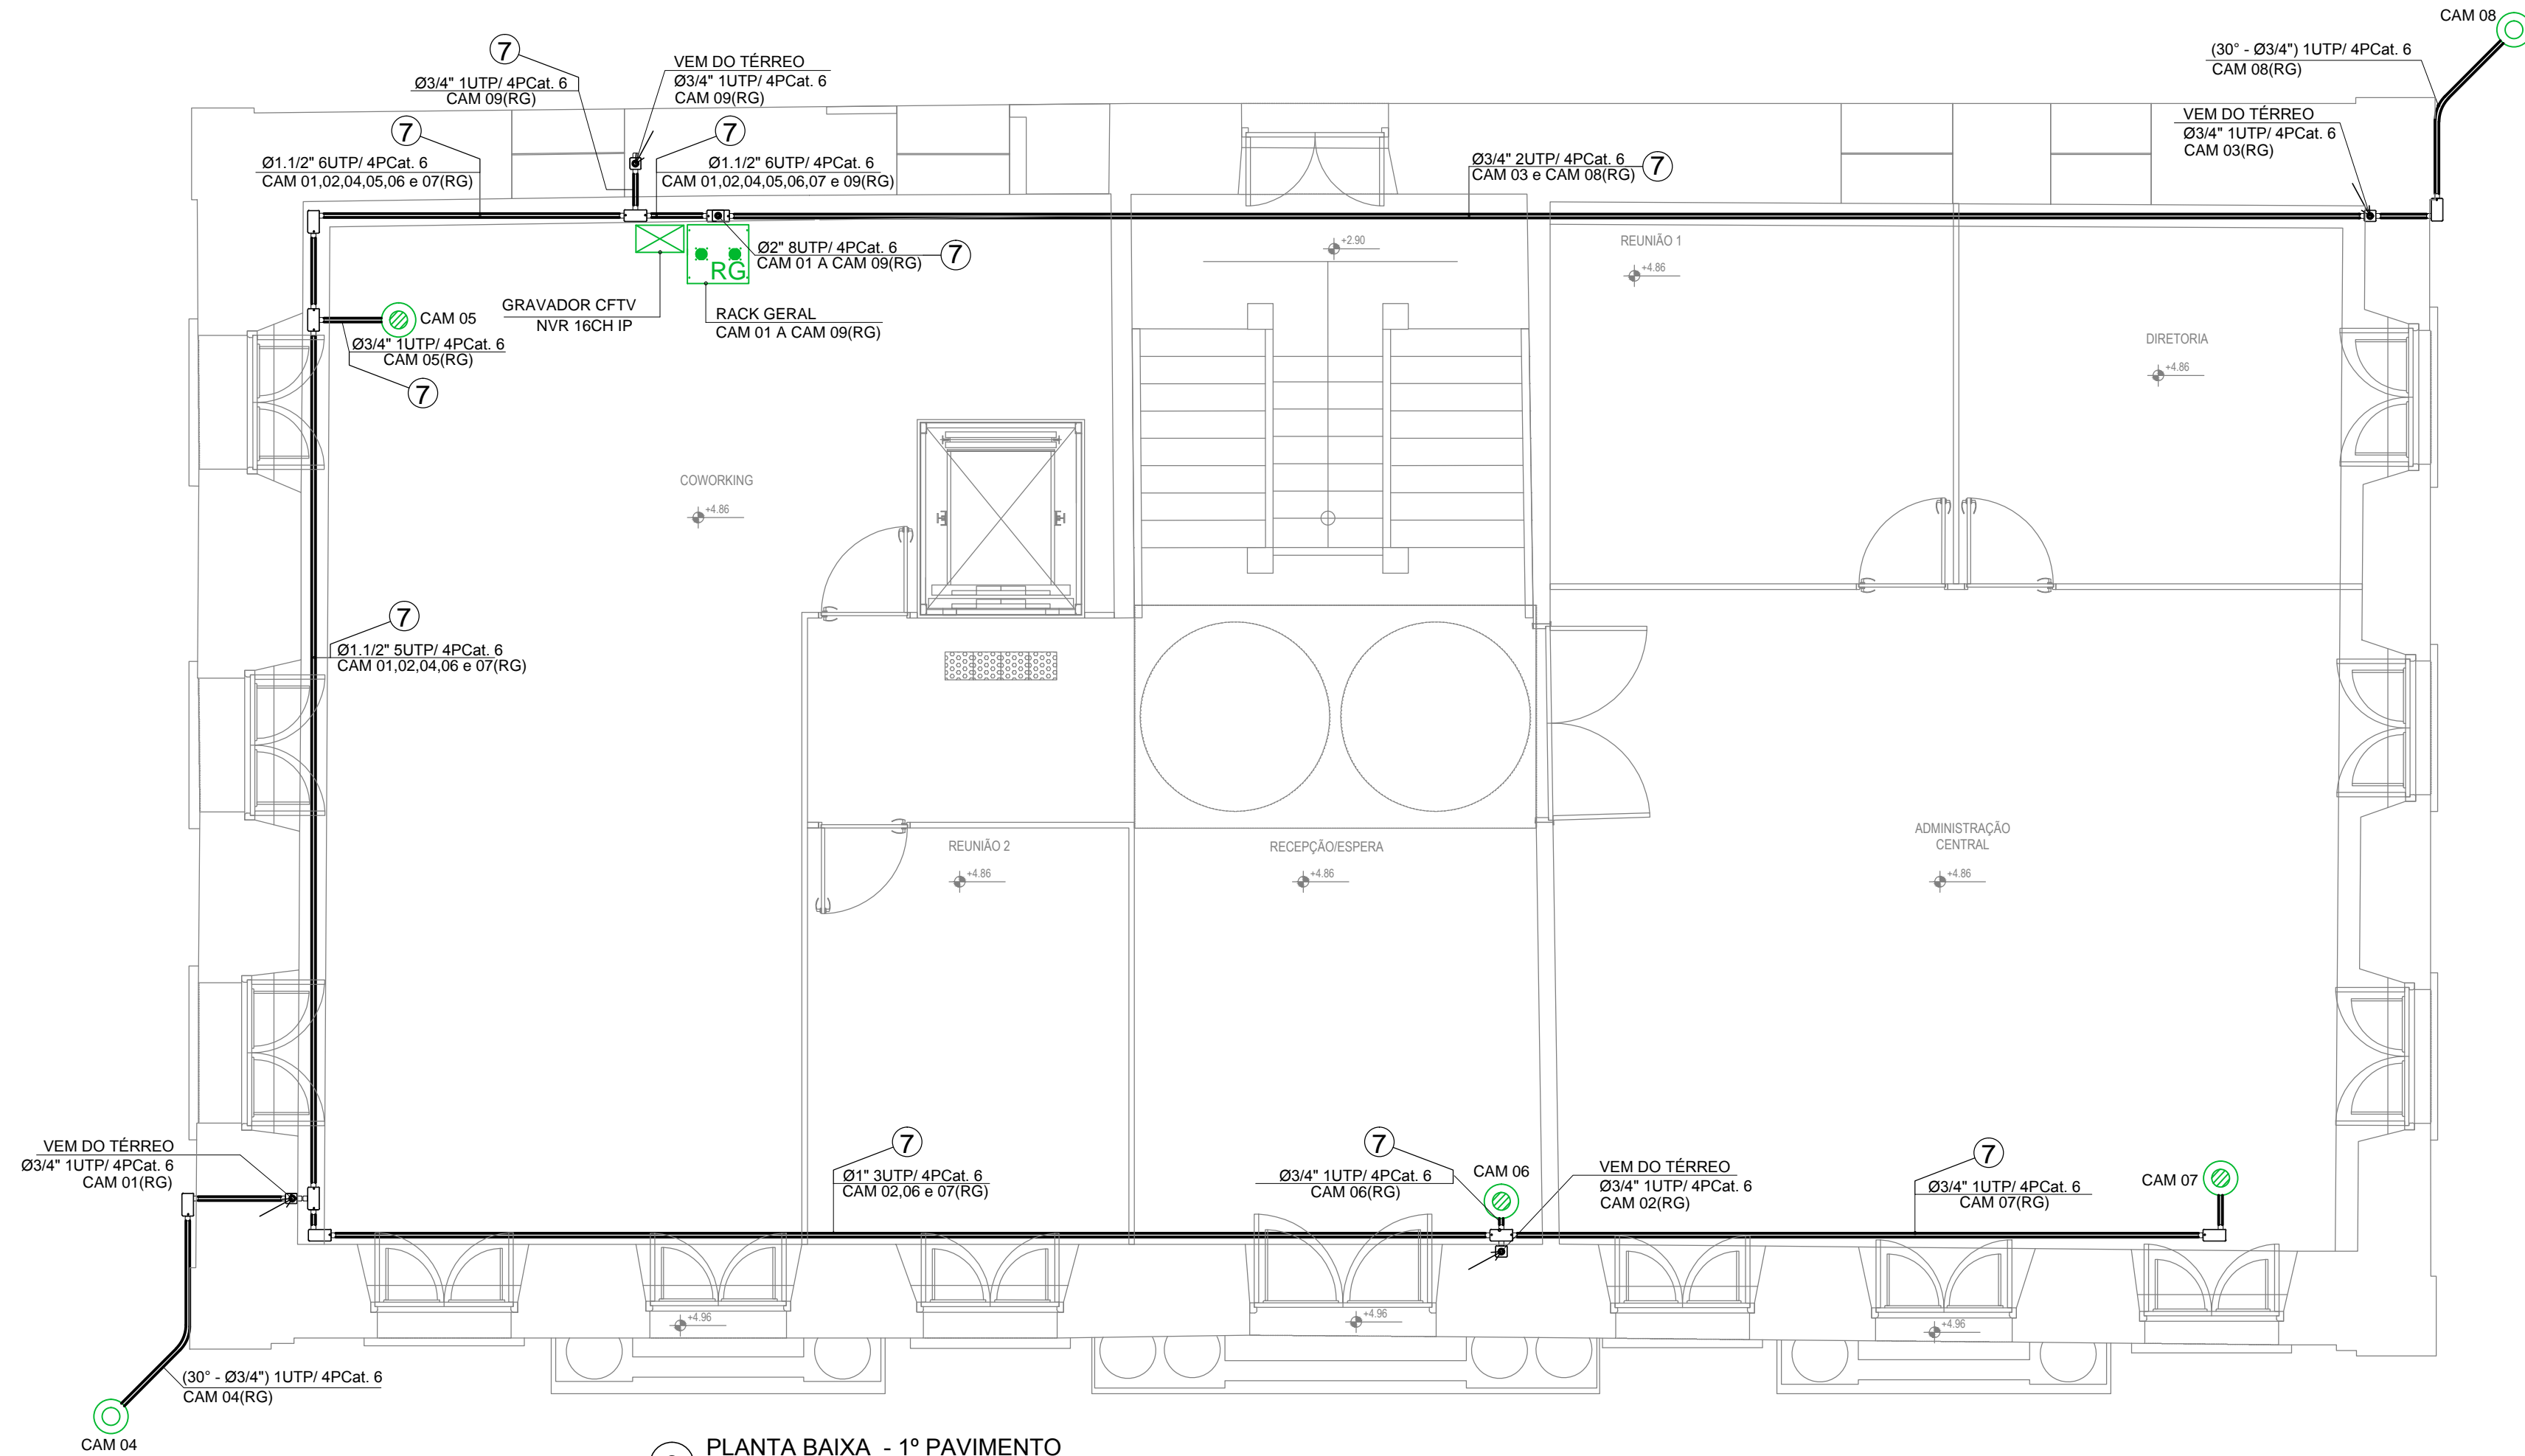 CAM 08
(30° - Ø3/4") 1UTP/ 4PCat. 6
CAM 08(RG)
7
Ø3/4" 1UTP/ 4PCat. 6
CAM 09(RG)
VEM DO TÉRREO
Ø3/4" 1UTP/ 4PCat. 6
CAM 09(RG)
VEM DO TÉRREO
Ø3/4" 1UTP/ 4PCat. 6
CAM 03(RG)
7
Ø1.1/2" 6UTP/ 4PCat. 6
CAM 01,02,04,05,06 e 07(RG)
7
Ø1.1/2" 6UTP/ 4PCat. 6
CAM 01,02,04,05,06,07 e 09(RG)
Ø3/4" 2UTP/ 4PCat. 6
CAM 03 e CAM 08(RG)
7
Ø2" 8UTP/ 4PCat. 6
CAM 01 A CAM 09(RG)
7
RG
+2.90
REUNIÃO 1
+4.86
GRAVADOR CFTV
NVR 16CH IP
RACK GERAL
CAM 01 A CAM 09(RG)
CAM 05
Ø3/4" 1UTP/ 4PCat. 6
CAM 05(RG)
7
DIRETORIA
+4.86
COWORKING
+4.86
7
Ø1.1/2" 5UTP/ 4PCat. 6
CAM 01,02,04,06 e 07(RG)
REUNIÃO 2
+4.86
RECEPÇÃO/ESPERA
+4.86
ADMINISTRAÇÃO
CENTRAL
+4.86
VEM DO TÉRREO
Ø3/4" 1UTP/ 4PCat. 6
CAM 01(RG)
7
Ø1" 3UTP/ 4PCat. 6
CAM 02,06 e 07(RG)
7
Ø3/4" 1UTP/ 4PCat. 6
CAM 06(RG)
CAM 06
VEM DO TÉRREO
Ø3/4" 1UTP/ 4PCat. 6
CAM 02(RG)
7
Ø3/4" 1UTP/ 4PCat. 6
CAM 07(RG)
CAM 07
+4.96
+4.96
+4.96
(30° - Ø3/4") 1UTP/ 4PCat. 6
CAM 04(RG)
CAM 04
PLANTA BAIXA - 1º PAVIMENTO